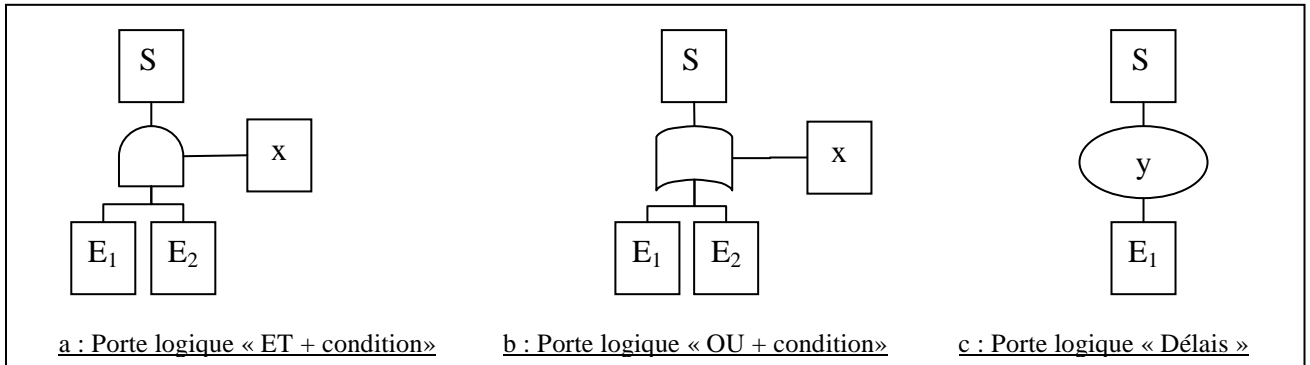 S S S
x x y
E1 E2 E1 E2 E1
a : Porte logique « ET + condition» b : Porte logique « OU + condition» c : Porte logique « Délais »